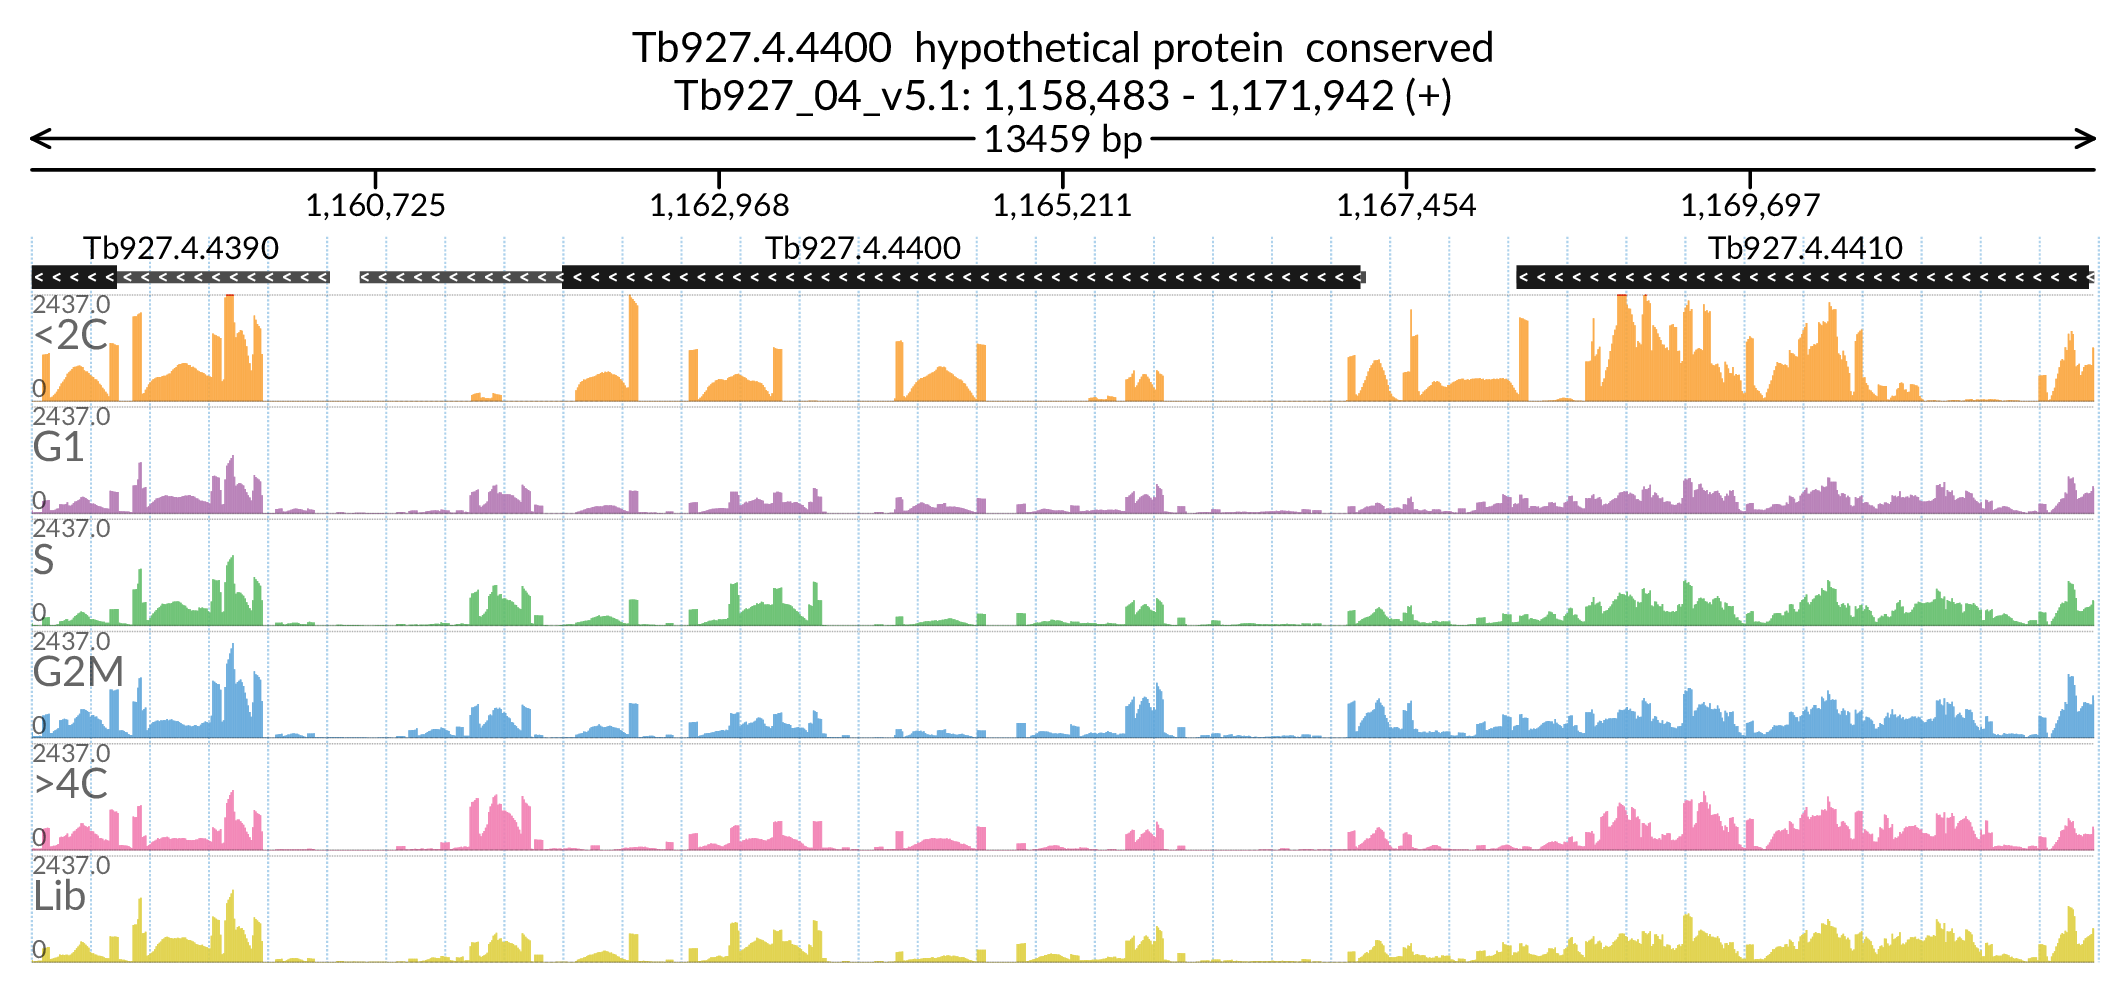 Tb927.4.4400  hypothetical protein  conserved
Tb927_04_v5.1: 1,158,483 - 1,171,942 (+)
13459 bp
1,160,725 1,162,968 1,165,211 1,167,454 1,169,697
Tb927.4.4390 Tb927.4.4400 Tb927.4.4410
2437.0
<2C
0
2437.0
G1
0
2437.0
S
0
2437.0
G2M
0
2437.0
>4C
0
2437.0
Lib
0